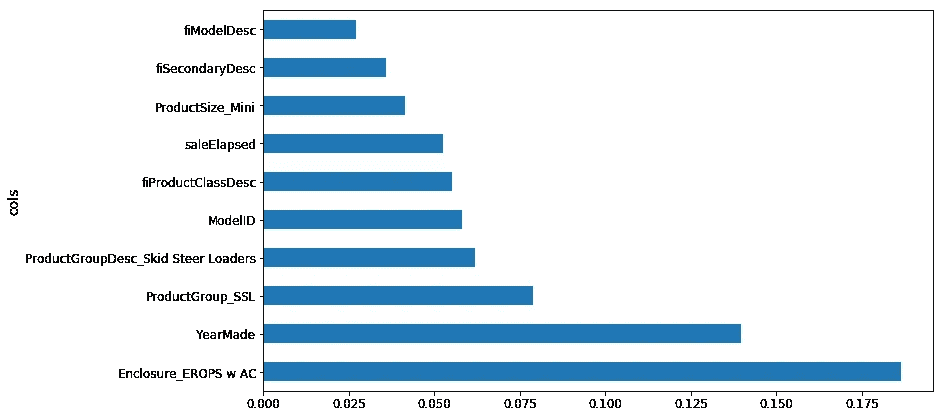 fiModelDesc
fiSecondaryDesc
ProductSize_Mini
saleElapsed
fiProductClassDesc
cols
ModelID
ProductGroupDesc_Skid Steer Loaders
ProductGroup_SSL
YearMade
Enclosure_EROPS w AC
0.000 0.025 0.050 0.075 0.100 0.125 0.150 0.175